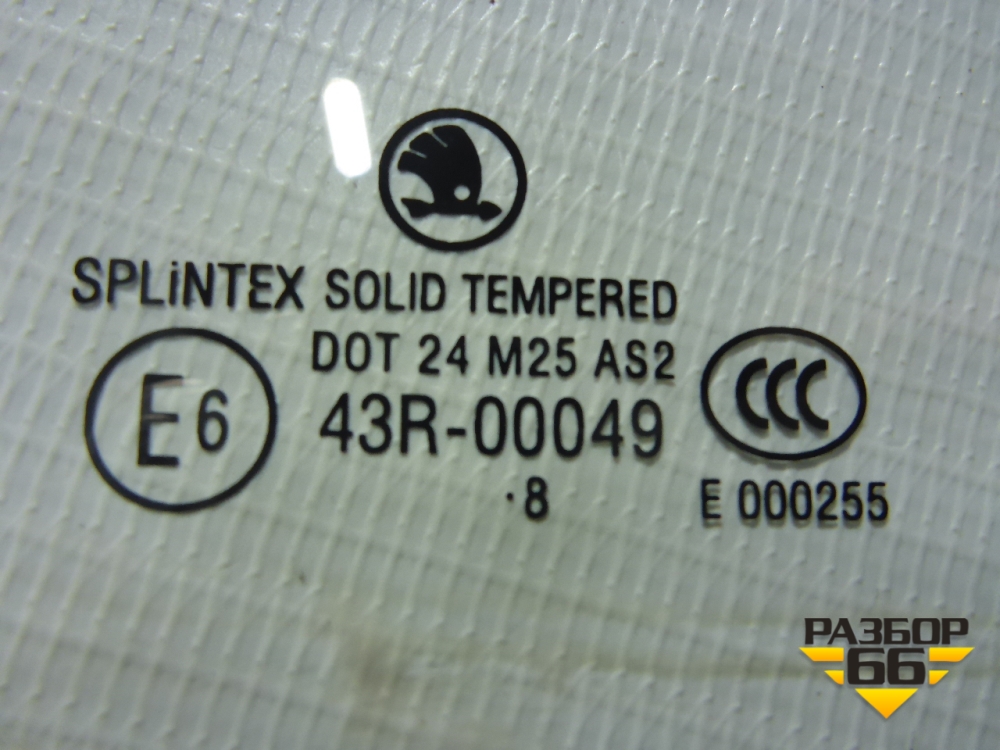 SPLiNTEX SOLID TEMPERED
DOT 24 M25 AS2
E6
43R-00049
CCC
·8
E 000255
РАЗБОР
66